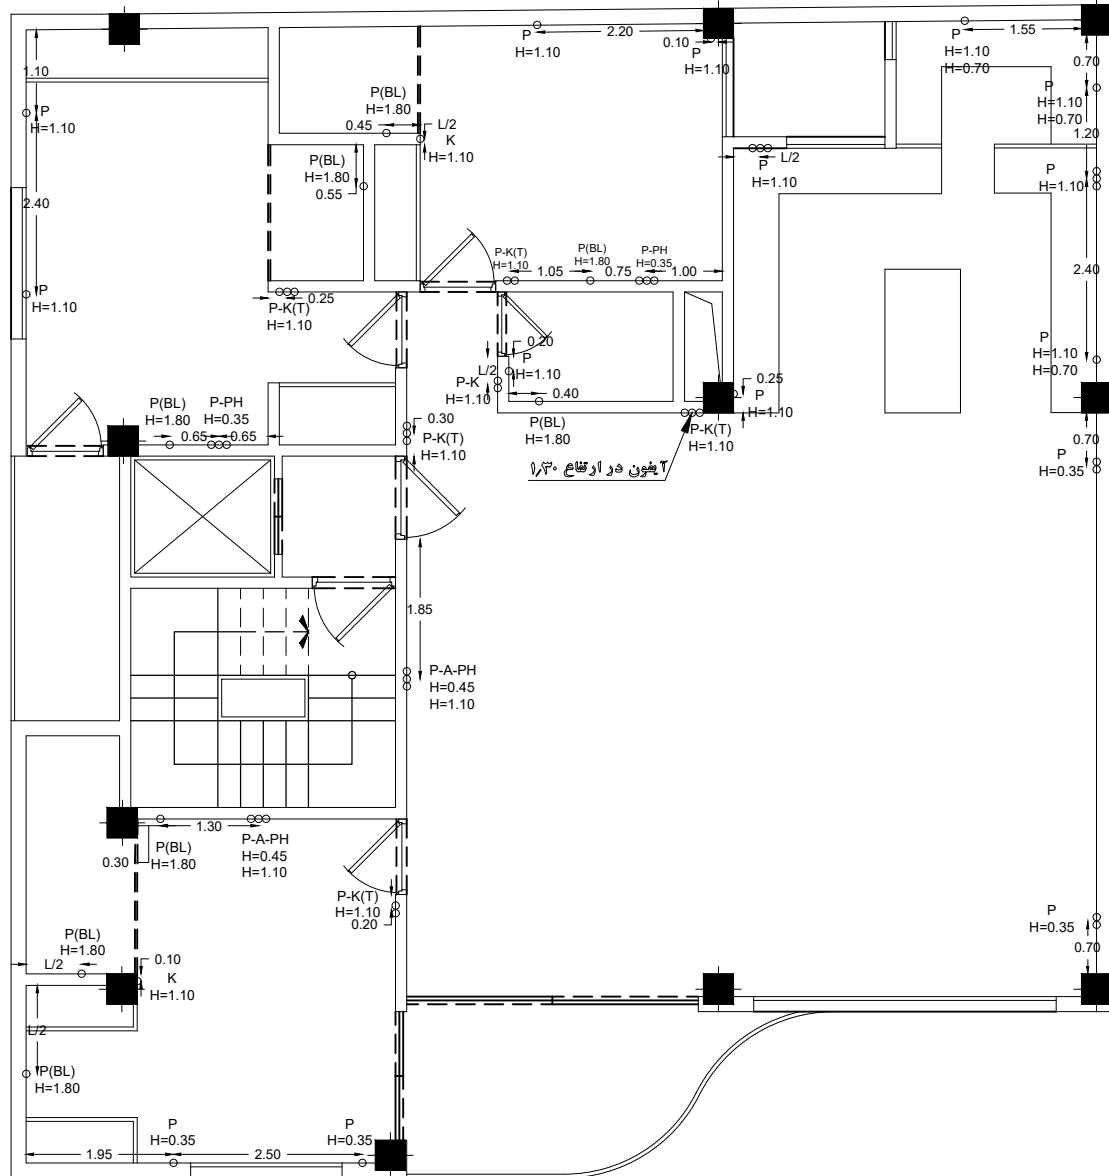 P
H=1.10
2.20
0.10
P
H=1.10
1.55
P
H=1.10
H=0.70
0.70
1.10
P
H=1.10
P(BL)
H=1.80
0.45
L/2
K
H=1.10
P
H=1.10
H=0.70
1.20
P(BL)
H=1.80
0.55
L/2
P
H=1.10
P
H=1.10
2.40
P-K(T)
H=1.10
1.05
P(BL)
H=1.80
0.75
P-PH
H=0.35
1.00
2.40
P
H=1.10
0.25
P-K(T)
H=1.10
0.20
L/2
P
H=1.10
P-K
H=1.10
0.40
P
H=1.10
H=0.70
0.25
P
H=1.10
P(BL)
H=1.80
P-PH
H=0.35
0.65
0.65
0.30
P-K(T)
H=1.10
P(BL)
H=1.80
P-K(T)
H=1.10
0.70
P
H=0.35
آیفون در ارتفاع ۱٫۳۰
1.85
P-A-PH
H=0.45
H=1.10
1.30
0.30
P(BL)
H=1.80
P-A-PH
H=0.45
H=1.10
P-K(T)
H=1.10
0.20
P
H=0.35
0.70
P(BL)
H=1.80
L/2
0.10
K
H=1.10
L/2
P(BL)
H=1.80
P
H=0.35
P
H=0.35
1.95
2.50